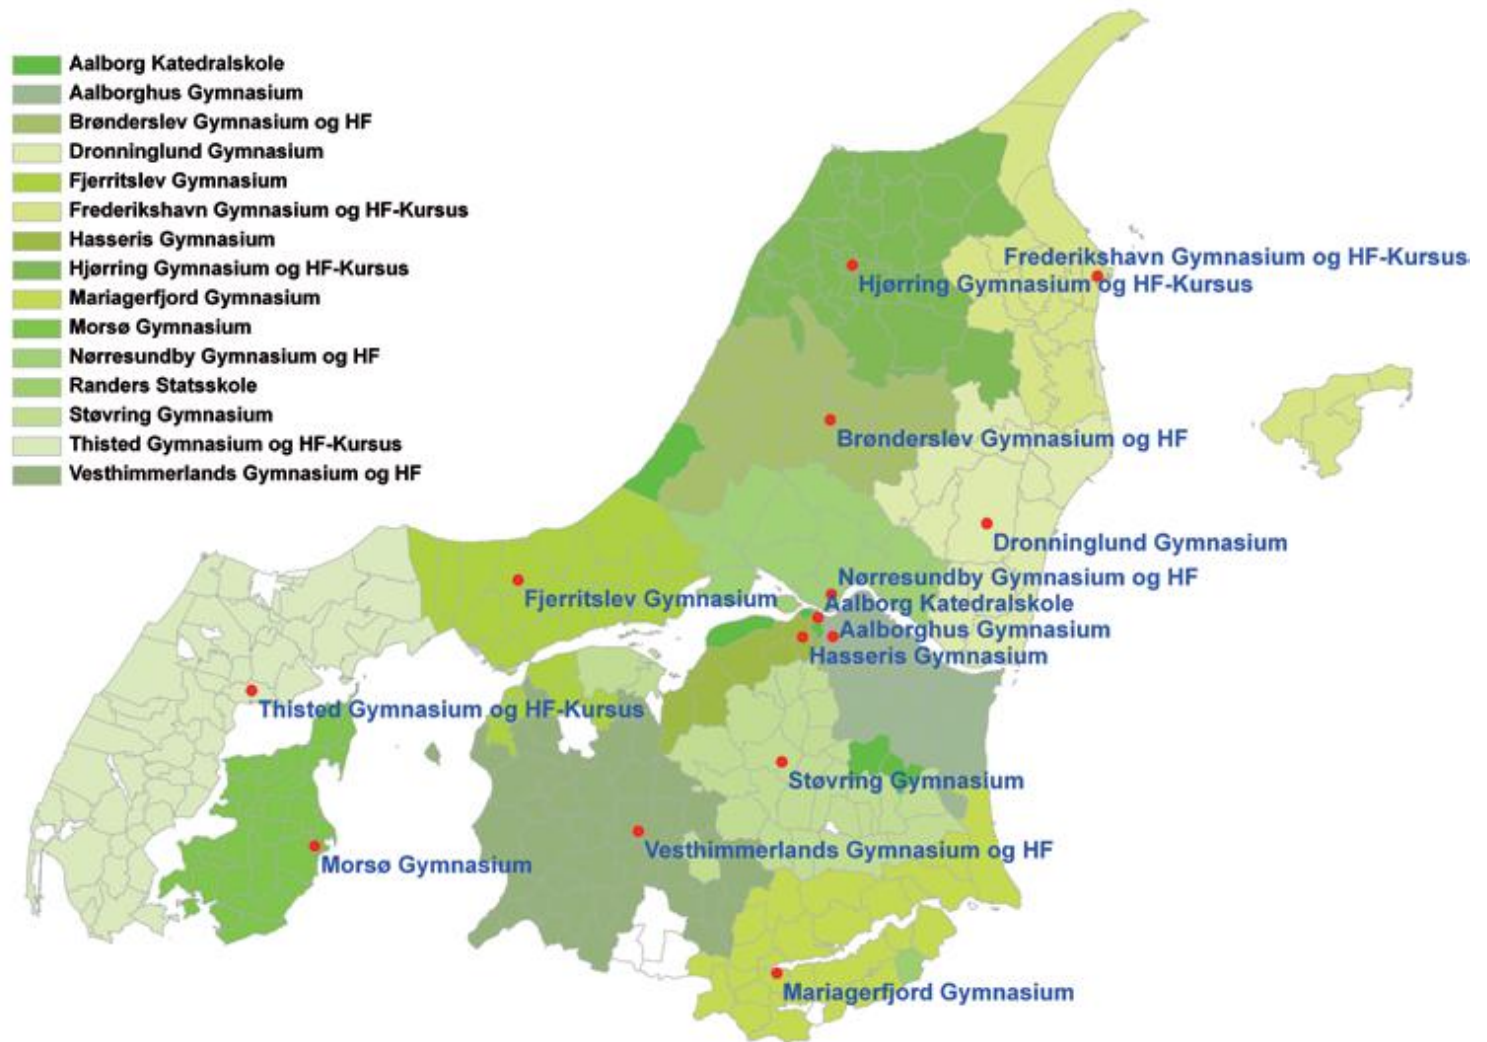 Aalborg Katedralskole
Aalborghus Gymnasium
Brønderslev Gymnasium og HF
Dronninglund Gymnasium
Fjerritslev Gymnasium
Frederikshavn Gymnasium og HF-Kursus
Hasseris Gymnasium
Hjørring Gymnasium og HF-Kursus
Mariagerfjord Gymnasium
Morsø Gymnasium
Nørresundby Gymnasium og HF
Randers Statsskole
Støvring Gymnasium
Thisted Gymnasium og HF-Kursus
Vesthimmerlands Gymnasium og HF
Frederikshavn Gymnasium og HF-Kursus
Hjørring Gymnasium og HF-Kursus
Brønderslev Gymnasium og HF
Dronninglund Gymnasium
Nørresundby Gymnasium og HF
Fjerritslev Gymnasium
Aalborg Katedralskole
Aalborghus Gymnasium
Hasseris Gymnasium
Thisted Gymnasium og HF-Kursus
Støvring Gymnasium
Vesthimmerlands Gymnasium og HF
Morsø Gymnasium
Mariagerfjord Gymnasium